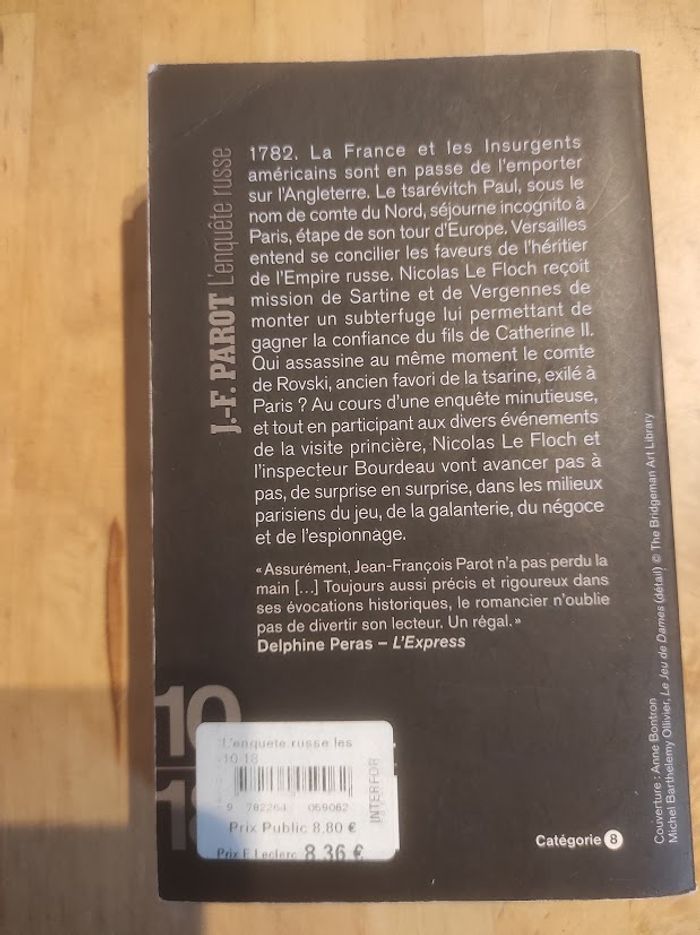 J.-F. PAROT L'enquête russe
1782. La France et les Insurgents
américains sont en passe de l'emporter
sur l'Angleterre. Le tsarévitch Paul, sous le
nom de comte du Nord, séjourne incognito à
Paris, étape de son tour d'Europe. Versailles
entend se concilier les faveurs de l'héritier
de l'Empire russe. Nicolas Le Floch reçoit
mission de Sartine et de Vergennes de
monter un subterfuge lui permettant de
gagner la confiance du fils de Catherine II.
Qui assassine au même moment le comte
de Rovski, ancien favori de la tsarine, exilé à
Paris ? Au cours d'une enquête minutieuse,
et tout en participant aux divers événements
de la visite princière, Nicolas Le Floch et
l'inspecteur Bourdeau vont avancer pas à
pas, de surprise en surprise, dans les milieux
parisiens du jeu, de la galanterie, du négoce
et de l'espionnage.
« Assurément, Jean-François Parot n'a pas perdu la
main [...] Toujours aussi précis et rigoureux dans
ses évocations historiques, le romancier n'oublie
pas de divertir son lecteur. Un régal. »
Delphine Peras – L'Express
10
18
L'enquete russe les
-10 18
9 782264 059062
INTERFOR
Prix Public 8,80 €
Prix E Leclerc 8,36 €
Catégorie 8
Couverture : Anne Bontron
Michel Barthelemy Ollivier, Le Jeu de Dames (détail) © The Bridgeman Art Library